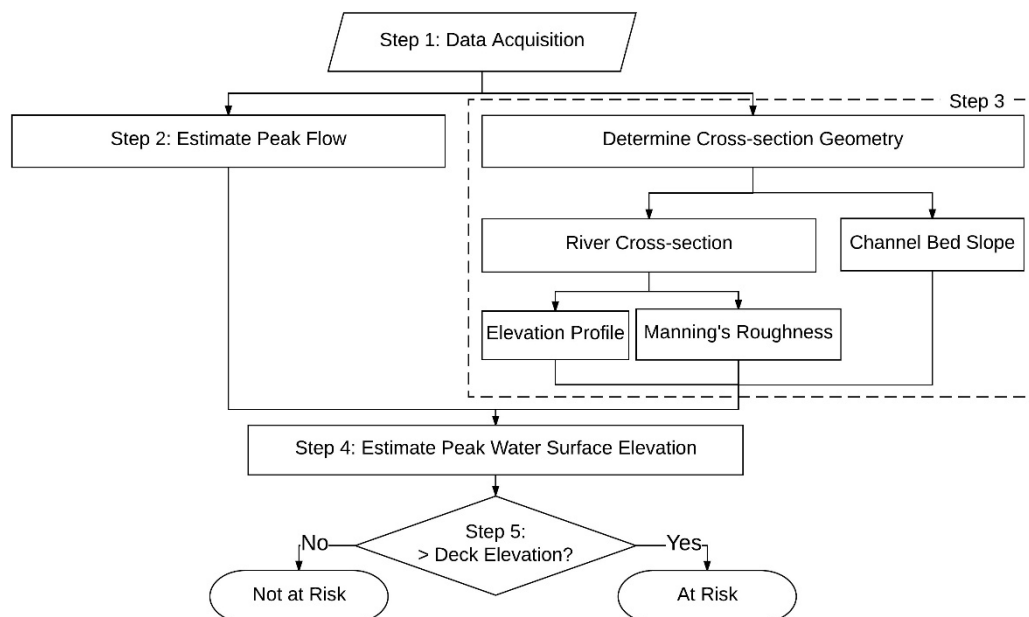 Step 1: Data Acquisition
Step 3
Step 2: Estimate Peak Flow
Determine Cross-section Geometry
River Cross-section
Channel Bed Slope
Elevation Profile
Manning's Roughness
Step 4: Estimate Peak Water Surface Elevation
Step 5:
> Deck Elevation?
No
Yes
Not at Risk
At Risk